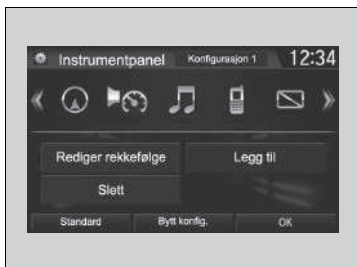 Instrumentpanel Konfigurasjon 1 12:34
Rediger rekkefølge Legg til
Slett
Standard Bytt konfig. OK